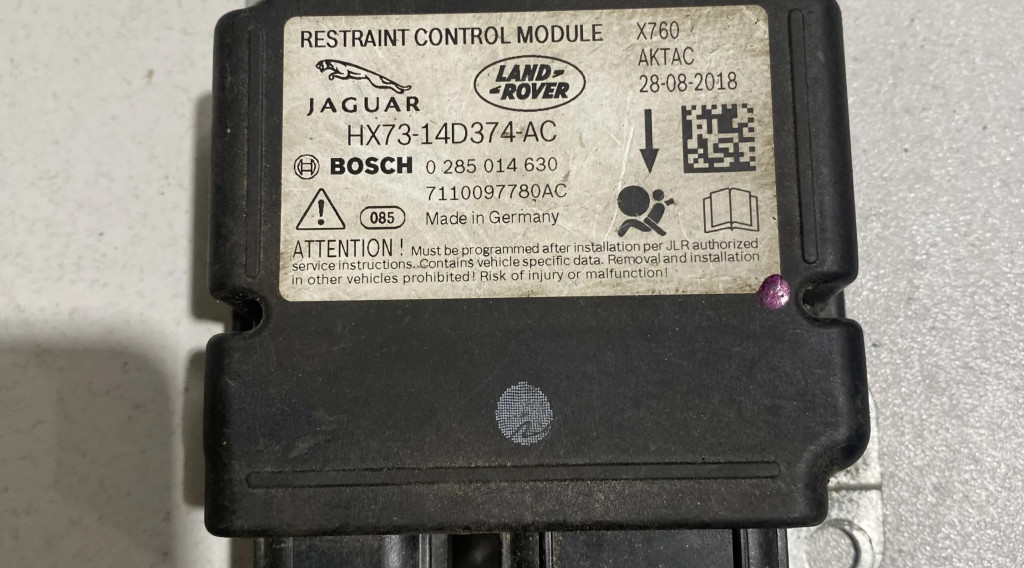 RESTRAINT CONTROL MODULE
X760
AKTAC
28-08-2018
JAGUAR
LAND-
-ROVER
HX73-14D374-AC
BOSCH 0 285 014 630
7110097780AC
085 Made in Germany
ATTENTION! Must be programmed after installation per JLR authorized
service instructions. Contains vehicle specific data. Removal and installation
in other vehicles prohibited! Risk of injury or malfunction!